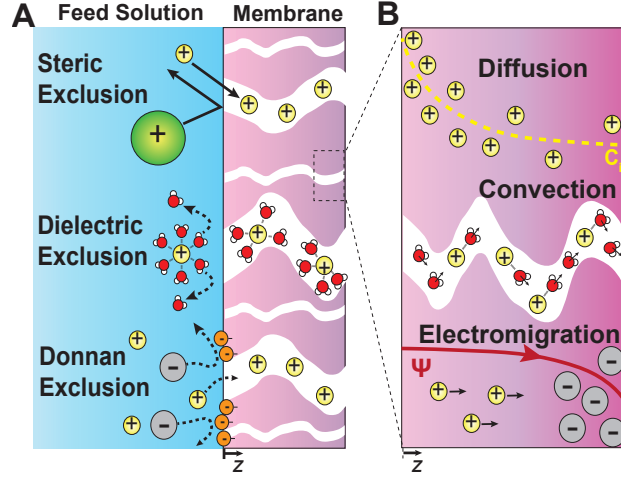 A
Feed Solution
Membrane
Steric
Exclusion
+
+
+
+
+
Dielectric
Exclusion
+
+
+
Donnan
Exclusion
+
+
+
-
-
-
-
-
-
-
+
+
+
+
z
B
Diffusion
+
+
+
+
+
+
+
+
+
+
+
C
Convection
+
+
+
+
Electromigration
Ψ
+
+
+
-
-
-
-
-
z